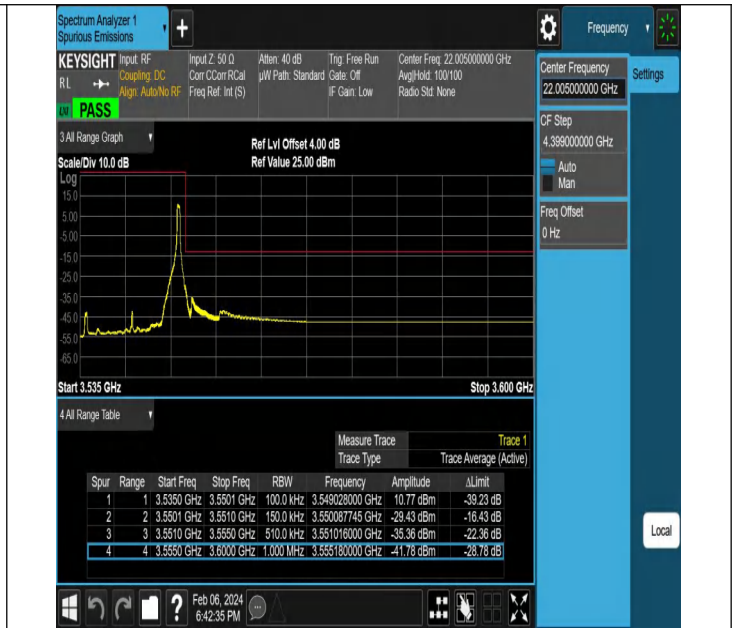 Spectrum Analyzer 1
Spurious Emissions
+
Frequency
KEYSIGHT Input: RF Input Z: 50 Ω Atten: 40 dB Trig: Free Run Center Freq: 22.005000000 GHz
RL Coupling: DC Corr CCorr RCal µW Path: Standard Gate: Off Avg|Hold: 100/100
Align: Auto/No RF Freq Ref: Int (S) IF Gain: Low Radio Std: None
PASS
Center Frequency
22.005000000 GHz
Settings
CF Step
4.399000000 GHz
Auto
Man
Freq Offset
0 Hz
3 All Range Graph
Ref Lvl Offset 4.00 dB
Scale/Div 10.0 dB Ref Value 25.00 dBm
Log
15.0
5.00
-5.00
-15.0
-25.0
-35.0
-45.0
-55.0
-65.0
Start 3.535 GHz Stop 3.600 GHz
4 All Range Table
Measure Trace Trace 1
Trace Type Trace Average (Active)
Spur Range Start Freq Stop Freq RBW Frequency Amplitude ΔLimit
1 1 3.5350 GHz 3.5501 GHz 100.0 kHz 3.549028000 GHz 10.77 dBm -39.23 dB
2 2 3.5501 GHz 3.5510 GHz 150.0 kHz 3.550087745 GHz -29.43 dBm -16.43 dB
3 3 3.5510 GHz 3.5550 GHz 510.0 kHz 3.551016000 GHz -35.36 dBm -22.36 dB
4 4 3.5550 GHz 3.6000 GHz 1.000 MHz 3.555180000 GHz -41.78 dBm -28.78 dB
Local
? Feb 06, 2024
6:42:35 PM